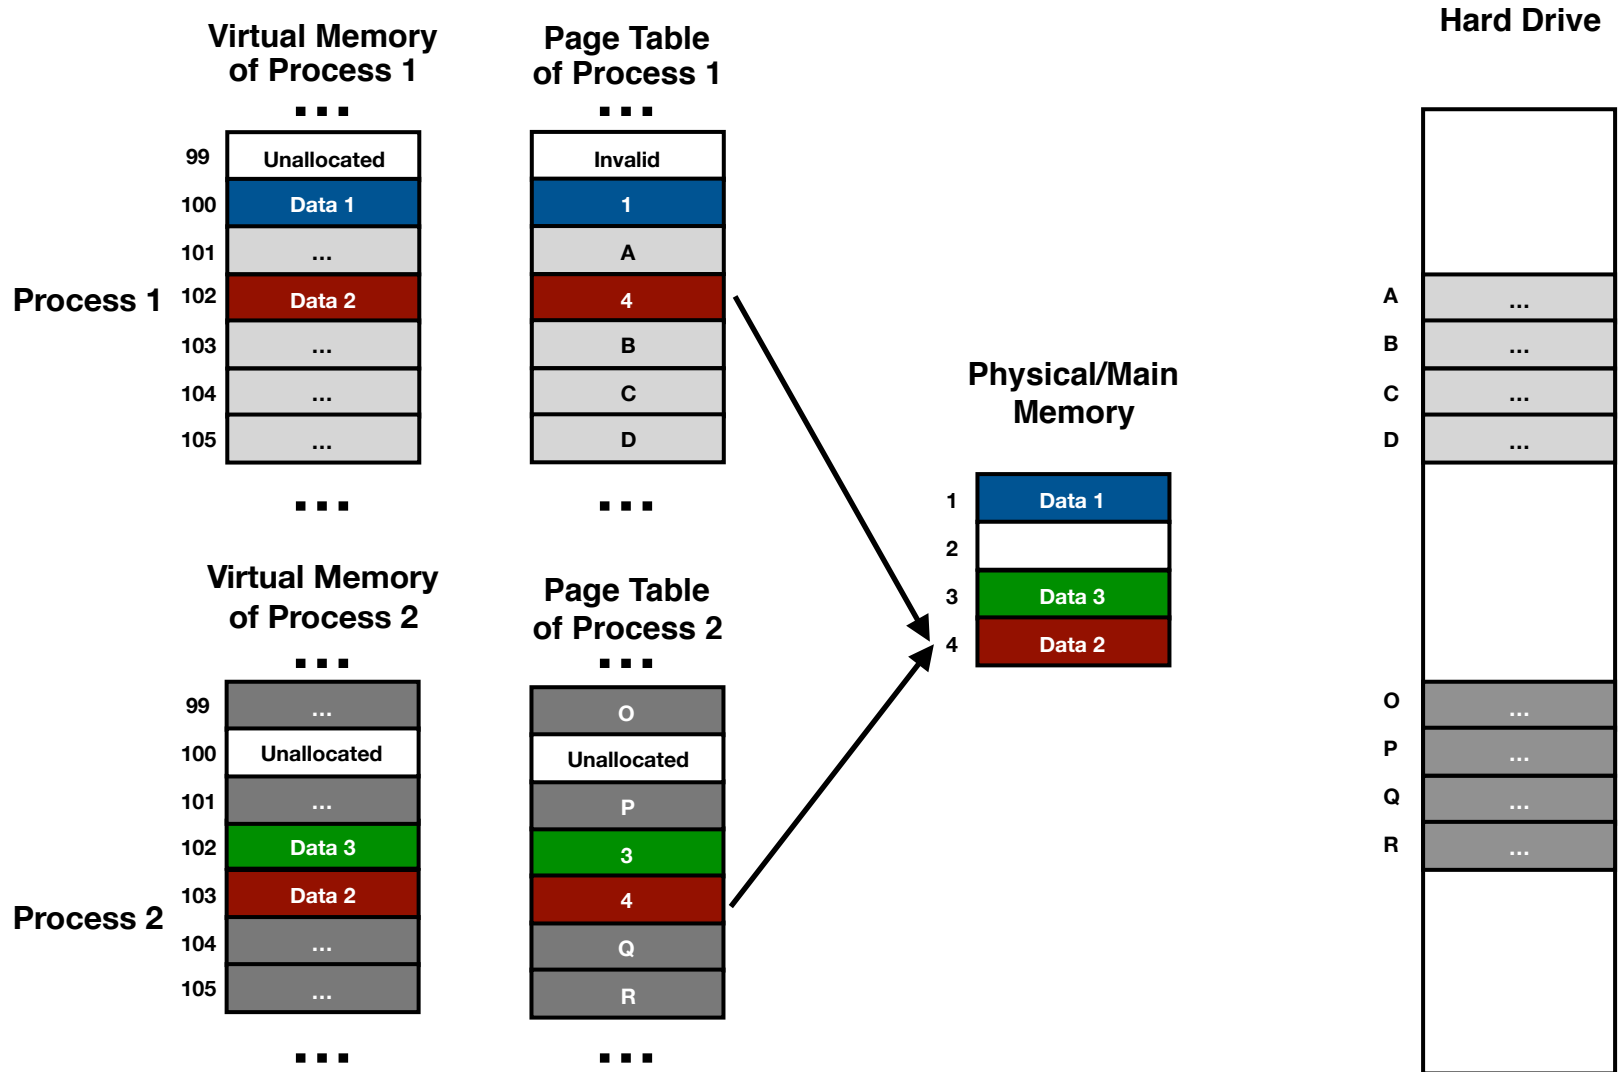 Hard Drive
Virtual Memory
of Process 1
...
Page Table
of Process 1
...
Process 1
99 Unallocated
100 Data 1
101 ...
102 Data 2
103 ...
104 ...
105 ...
...
Invalid
1
A
4
B
C
D
...
Virtual Memory
of Process 2
...
Page Table
of Process 2
...
Process 2
99 ...
100 Unallocated
101 ...
102 Data 3
103 Data 2
104 ...
105 ...
...
O
Unallocated
P
3
4
Q
R
...
Physical/Main
Memory
1 Data 1
2
3 Data 3
4 Data 2
A ...
B ...
C ...
D ...
O ...
P ...
Q ...
R ...